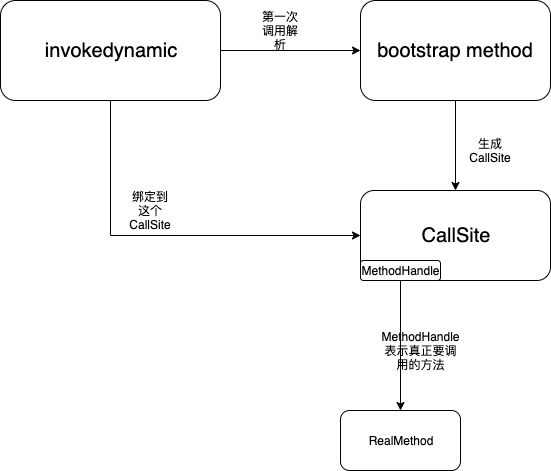 第一次
调用解
析
invokedynamic
bootstrap method
生成
CallSite
绑定到
这个
CallSite
CallSite
MethodHandle
MethodHandle
表示真正要调
用的方法
RealMethod